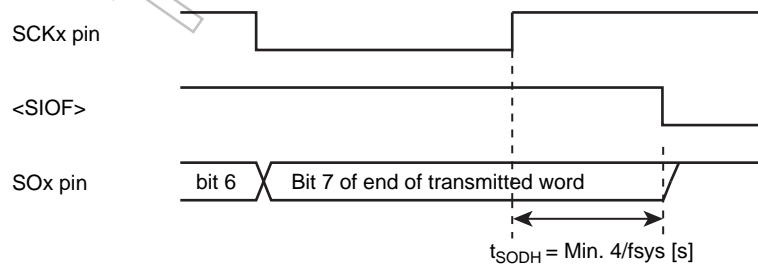 SCKx pin
<SIOF>
SOx pin
bit 6
Bit 7 of end of transmitted word
tSODH = Min. 4/fsys [s]